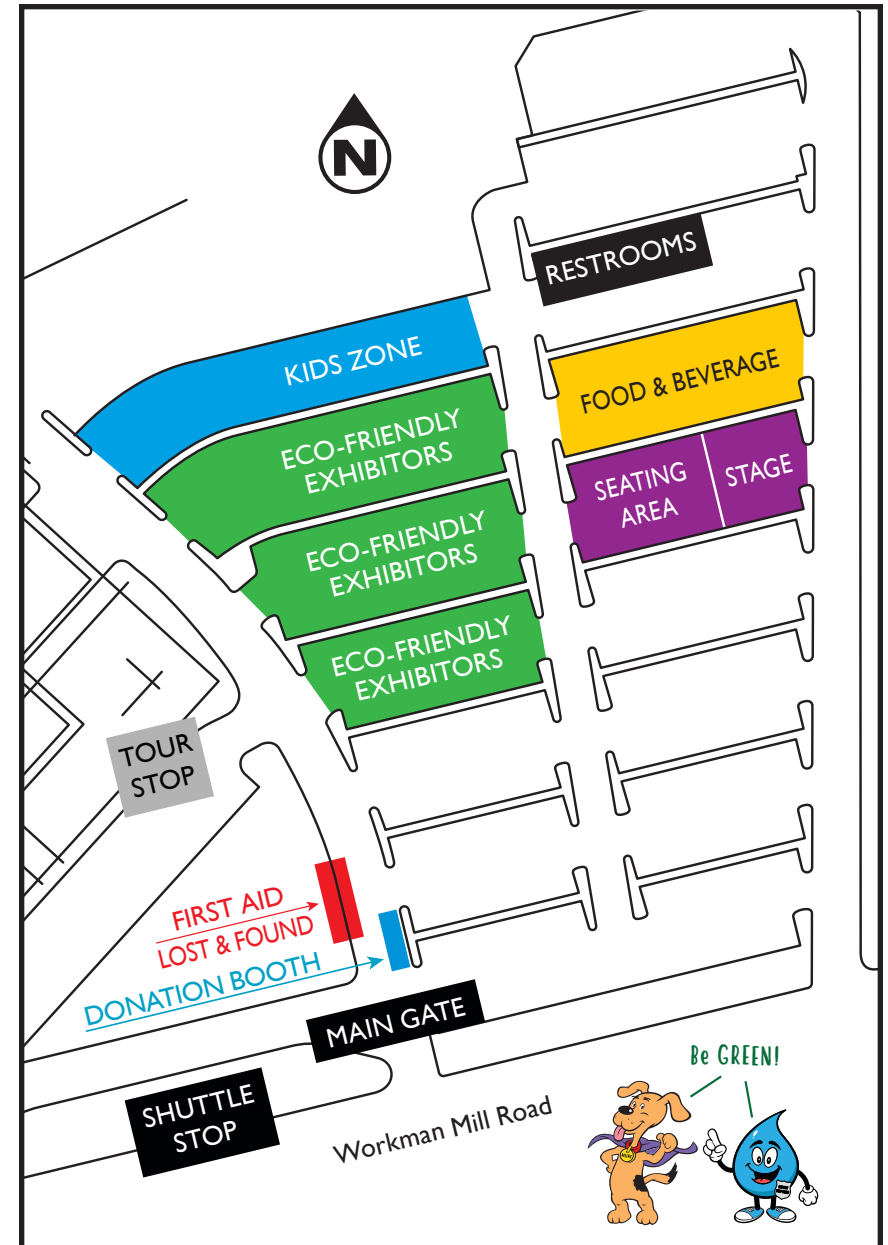 N
RESTROOMS
KIDS ZONE
FOOD & BEVERAGE
ECO-FRIENDLY
EXHIBITORS
SEATING
AREA
STAGE
ECO-FRIENDLY
EXHIBITORS
ECO-FRIENDLY
EXHIBITORS
TOUR
STOP
FIRST AID
LOST & FOUND
DONATION BOOTH
MAIN GATE
SHUTTLE
STOP
Workman Mill Road
Be GREEN!